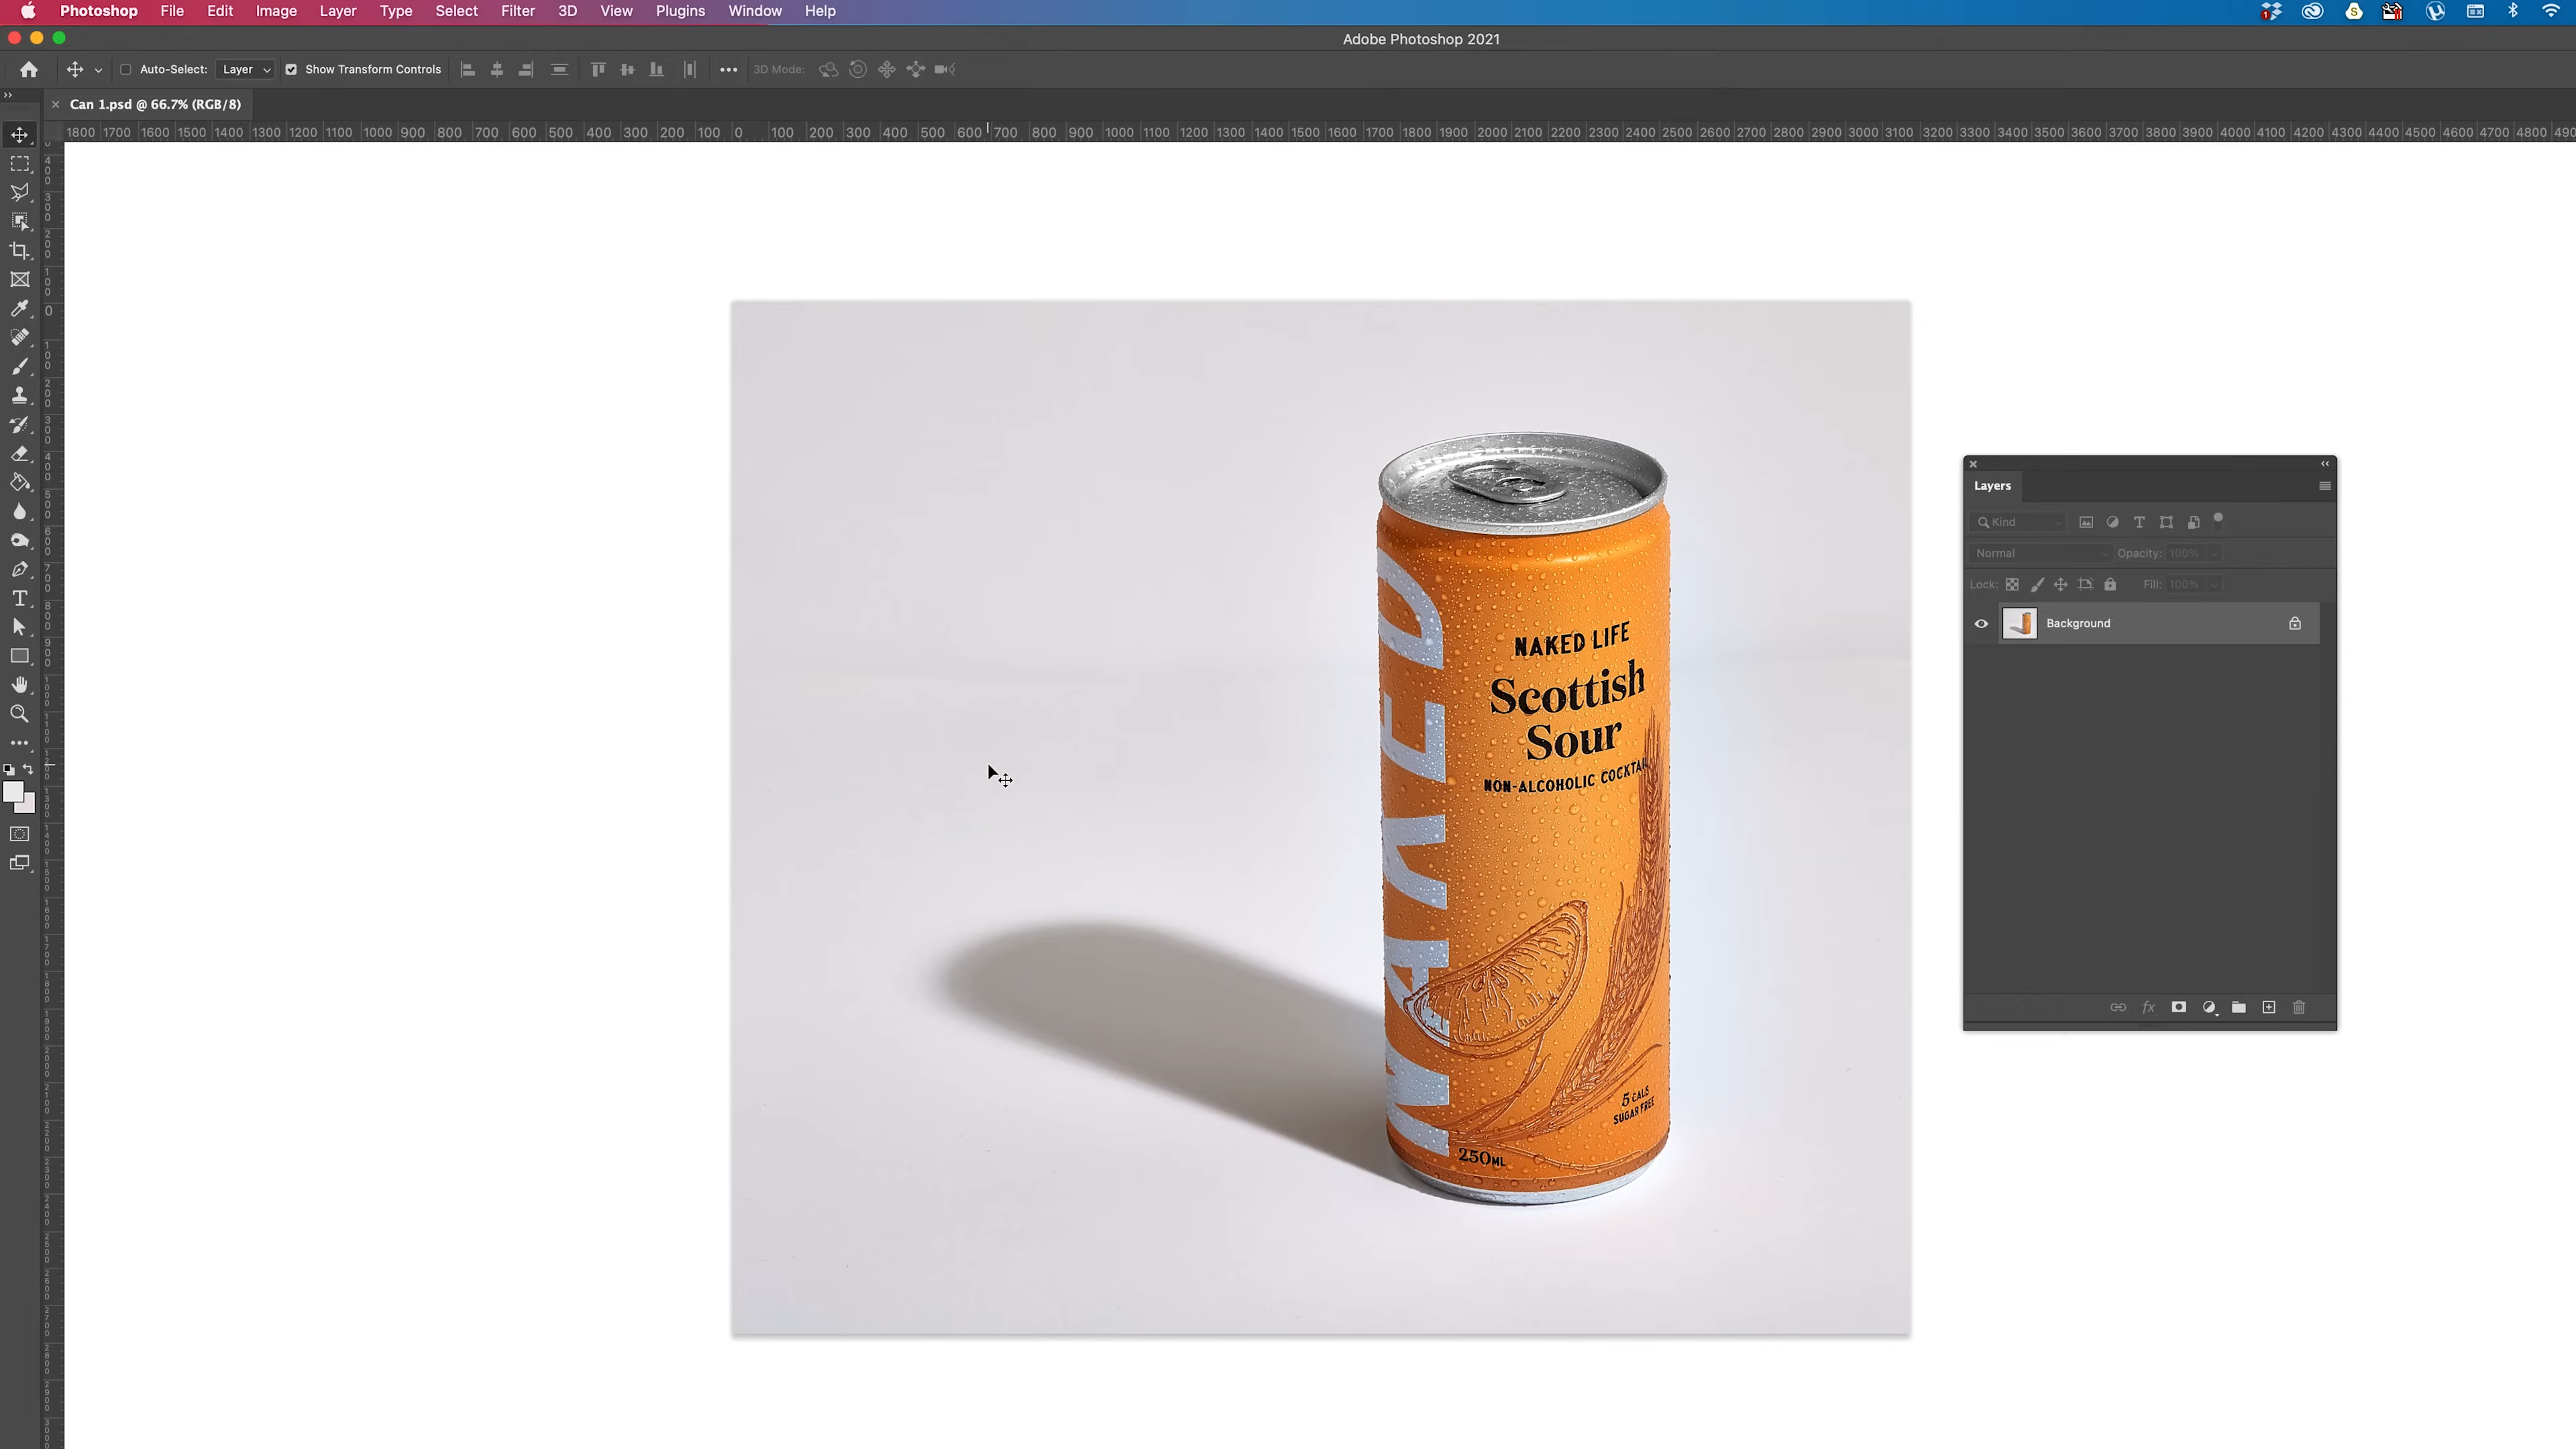 Photoshop File Edit Image Layer Type Select Filter 3D View Plugins Window Help
Adobe Photoshop 2021
Auto-Select: Layer Show Transform Controls 3D Mode:
Can 1.psd @ 66.7% (RGB/8)
1800 1700 1600 1500 1400 1300 1200 1100 1000 900 800 700 600 500 400 300 200 100 0 100 200 300 400 500 600 700 800 900 1000 1100 1200 1300 1400 1500 1600 1700 1800 1900 2000 2100 2200 2300 2400 2500 2600 2700 2800 2900 3000 3100 3200 3300 3400 3500 3600 3700 3800 3900 4000 4100 4200 4300 4400 4500 4600 4700 4800
NAKED
NAKED LIFE
Scottish
Sour
NON-ALCOHOLIC COCKTAIL
5 CALS
SUGAR FREE
250ML
Layers
Kind
Normal Opacity: 100%
Lock: Fill: 100%
Background